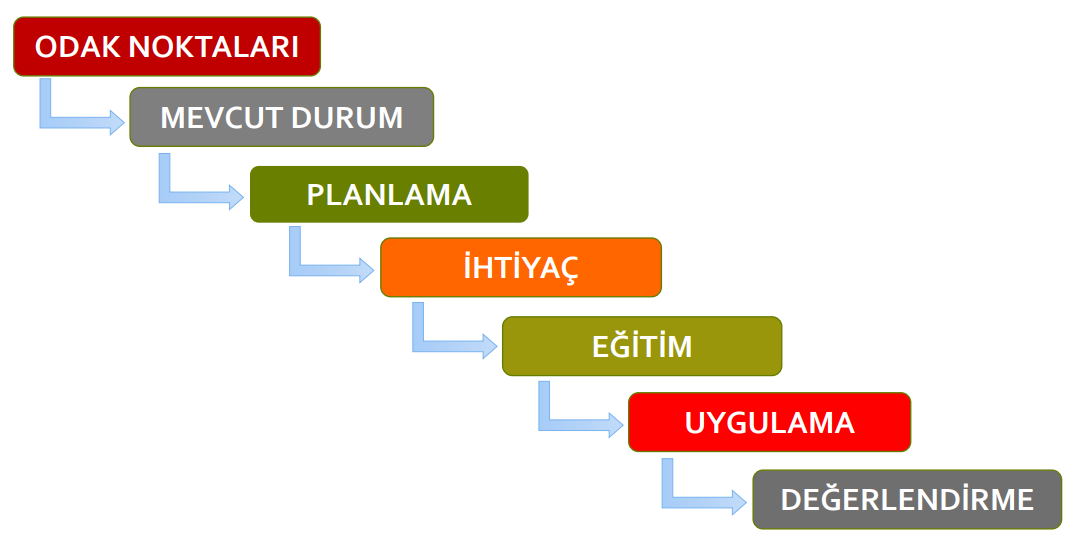 ODAK NOKTALARI
MEVCUT DURUM
PLANLAMA
İHTİYAÇ
EĞİTİM
UYGULAMA
DEĞERLENDİRME